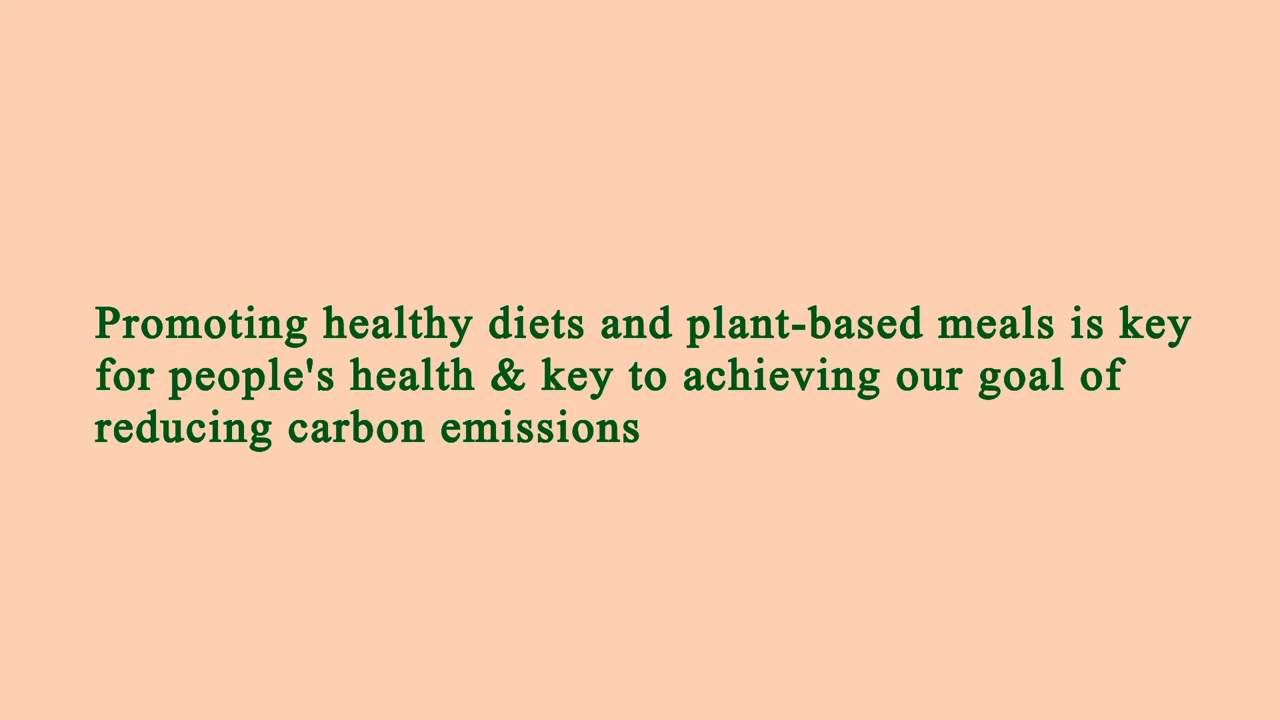 Promoting healthy diets and plant-based meals is key
for people's health & key to achieving our goal of
reducing carbon emissions